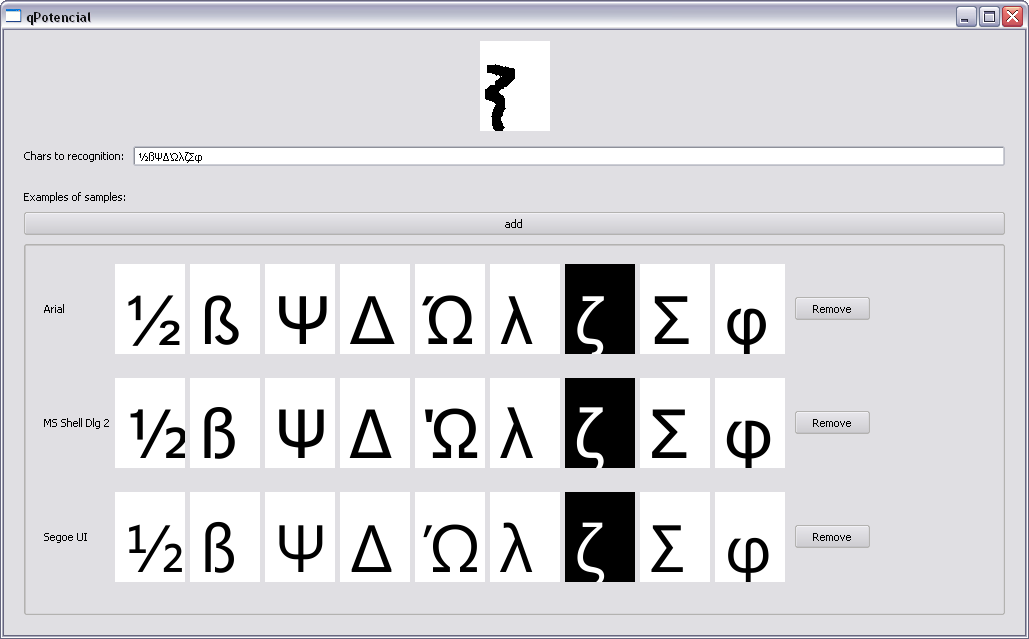 qPotencial
ζ
Chars to recognition: ½ßΨΔΏλζΣφ
Examples of samples:
add
Arial ½ ß Ψ Δ Ώ λ ζ Σ φ Remove
MS Shell Dlg 2 ½ ß Ψ Δ Ώ λ ζ Σ φ Remove
Segoe UI ½ ß Ψ Δ Ώ λ ζ Σ φ Remove